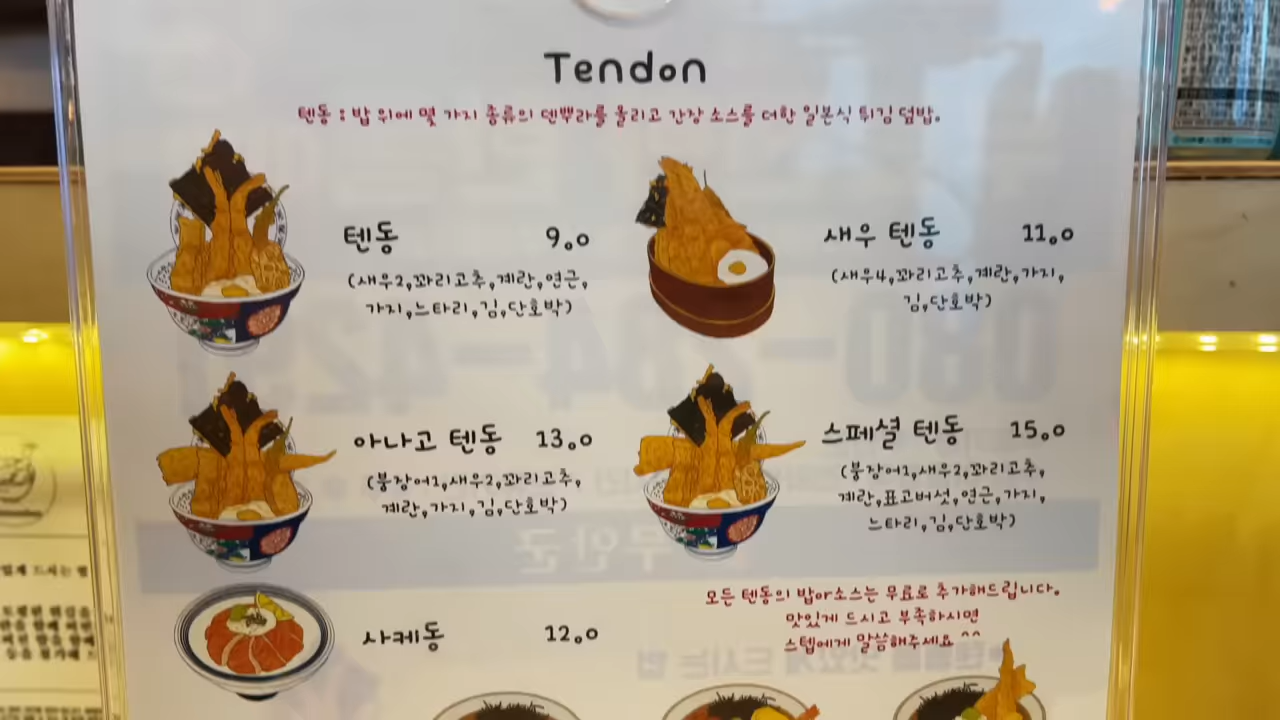 Tendon
텐동 : 밥 위에 몇 가지 종류의 덴뿌라를 올리고 간장 소스를 더한 일본식 튀김 덮밥.
텐동 9.0
(새우2,꽈리고추,계란,연근,
가지,느타리,김,단호박)
새우 텐동 11.0
(새우4,꽈리고추,계란,가지,
김,단호박)
아나고 텐동 13.0
(붕장어1,새우2,꽈리고추,
계란,가지,김,단호박)
스페셜 텐동 15.0
(붕장어1,새우2,꽈리고추,
계란,표고버섯,연근,가지,
느타리,김,단호박)
사케동 12.0
모든 텐동의 밥과소스는 무료로 추가해드립니다.
맛있게 드시고 부족하시면
스텝에게 말씀해주세요 ^^
무안군